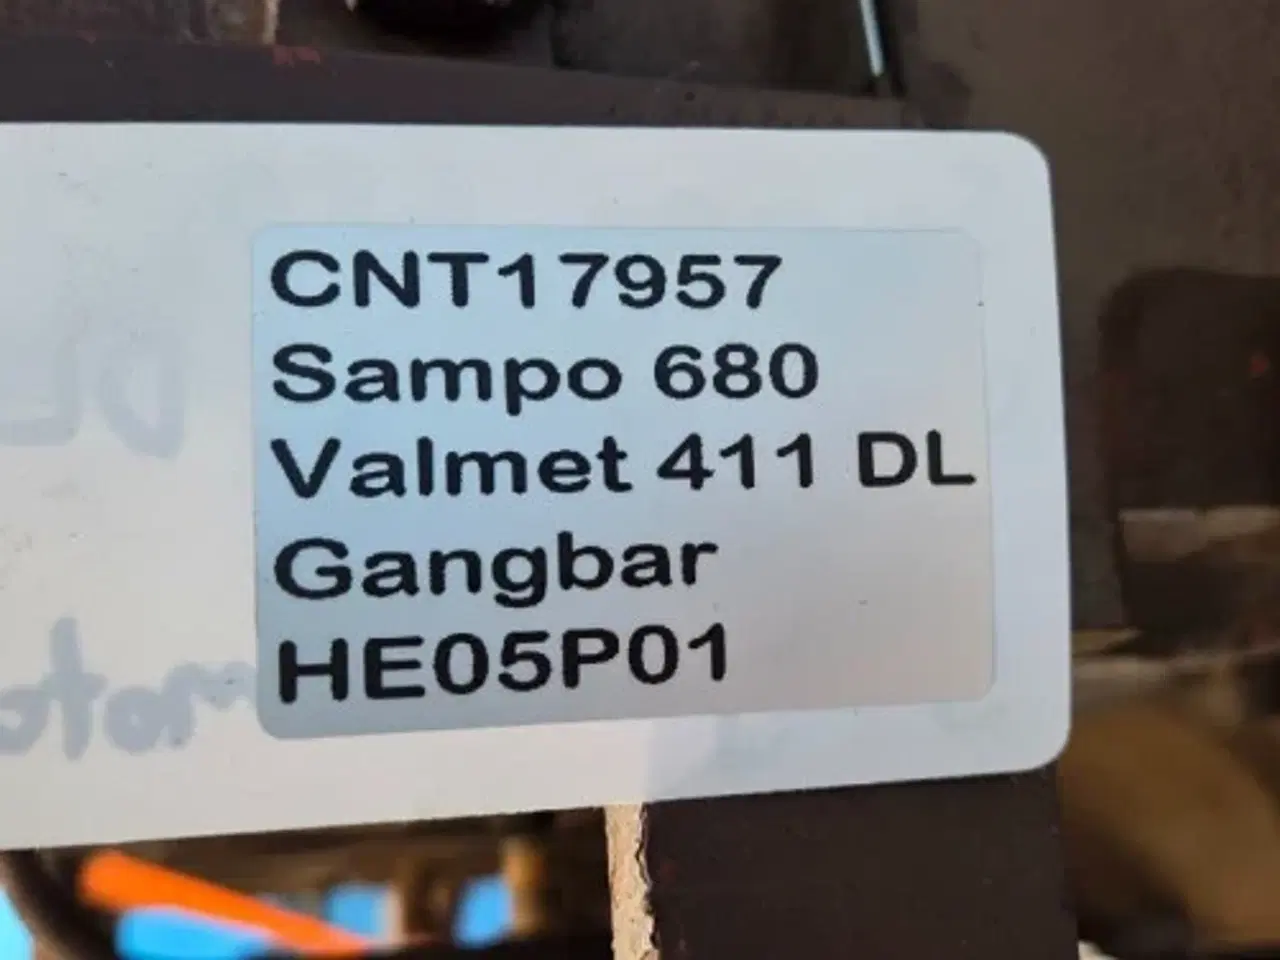 CNT17957
Sampo 680
Valmet 411 DL
Gangbar
HE05P01